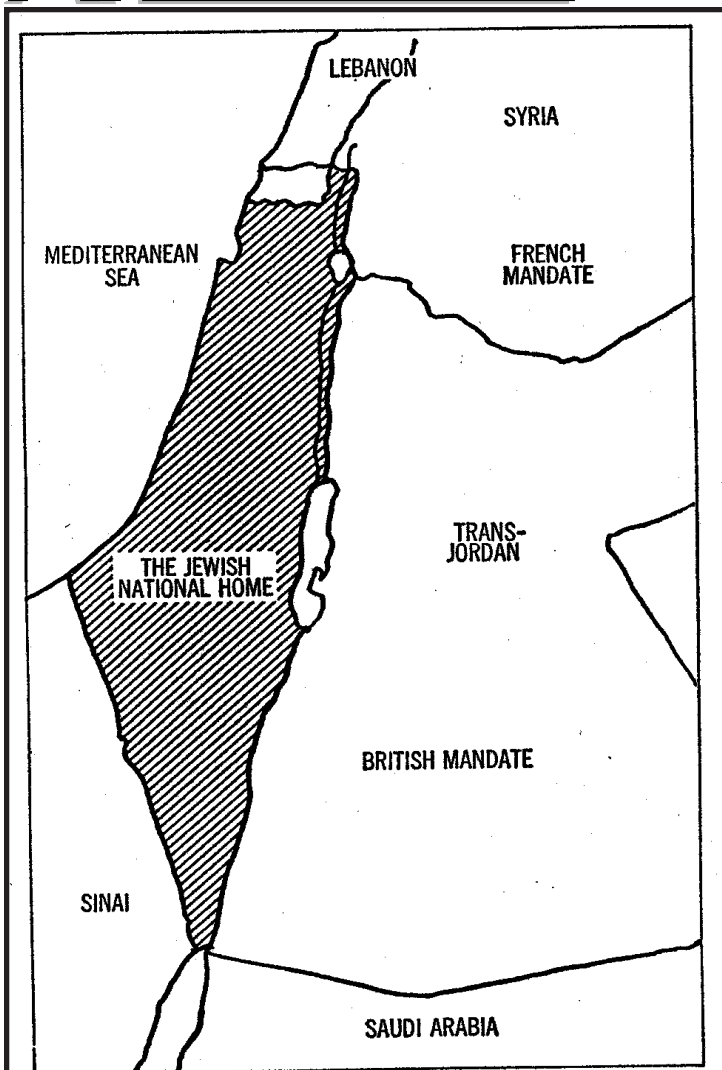 LEBANON
SYRIA
MEDITERRANEAN
SEA
FRENCH
MANDATE
TRANS-
JORDAN
THE JEWISH
NATIONAL HOME
BRITISH MANDATE
SINAI
SAUDI ARABIA